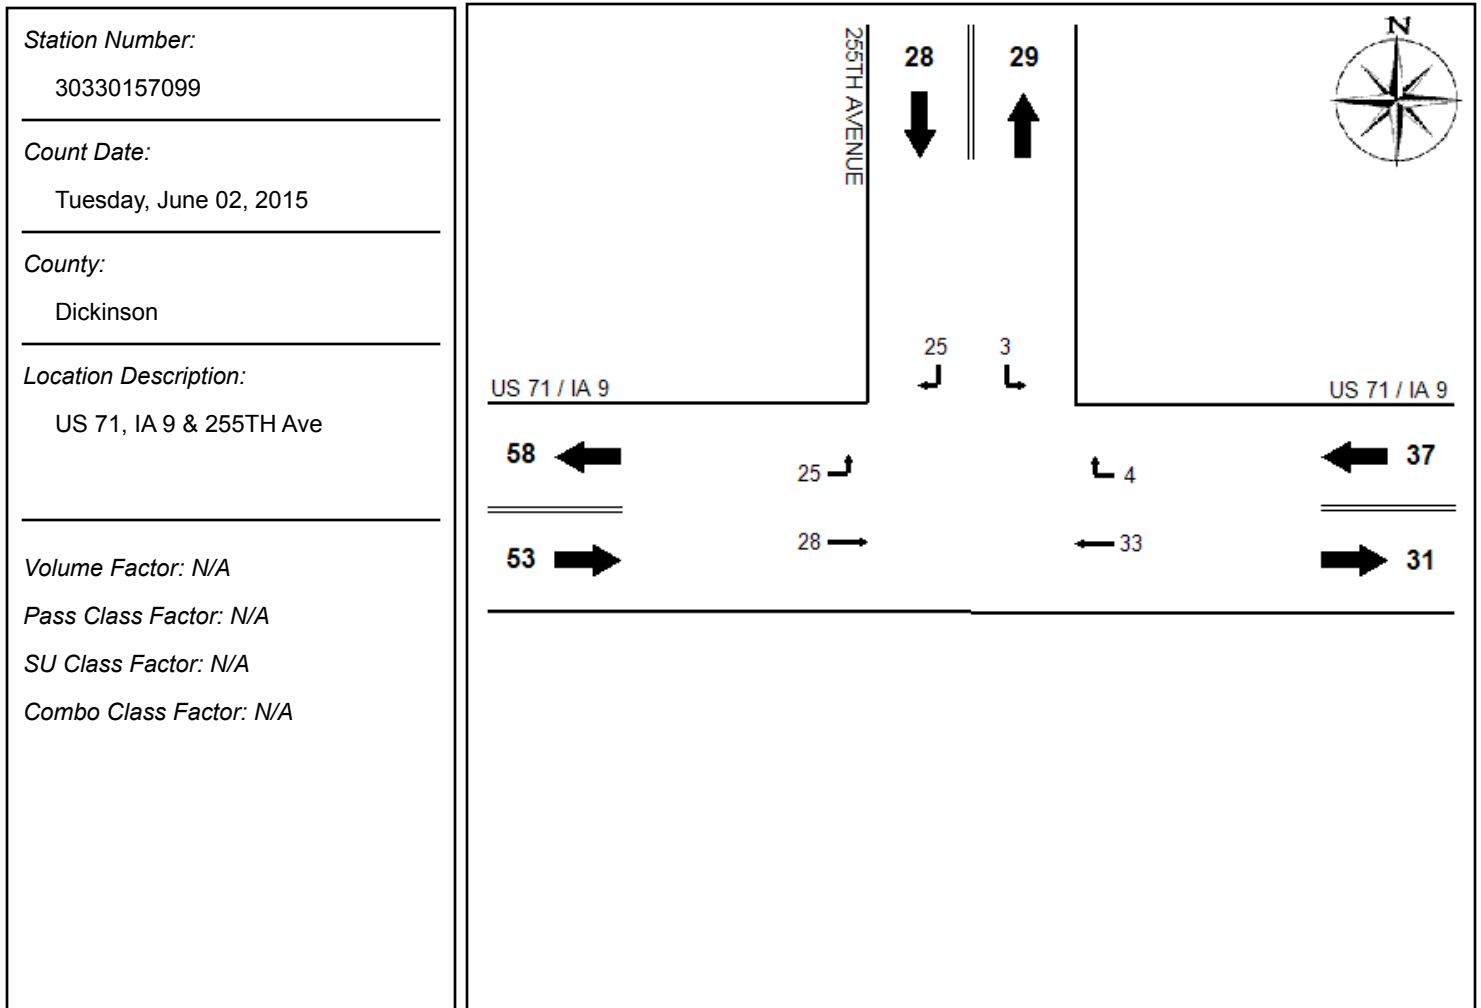 Station Number:
30330157099
Count Date:
Tuesday, June 02, 2015
County:
Dickinson
Location Description:
US 71, IA 9 & 255TH Ave
Volume Factor: N/A
Pass Class Factor: N/A
SU Class Factor: N/A
Combo Class Factor: N/A
N
255TH AVENUE
28 29
25 3
US 71 / IA 9 US 71 / IA 9
58 37
25 4
28 33
53 31